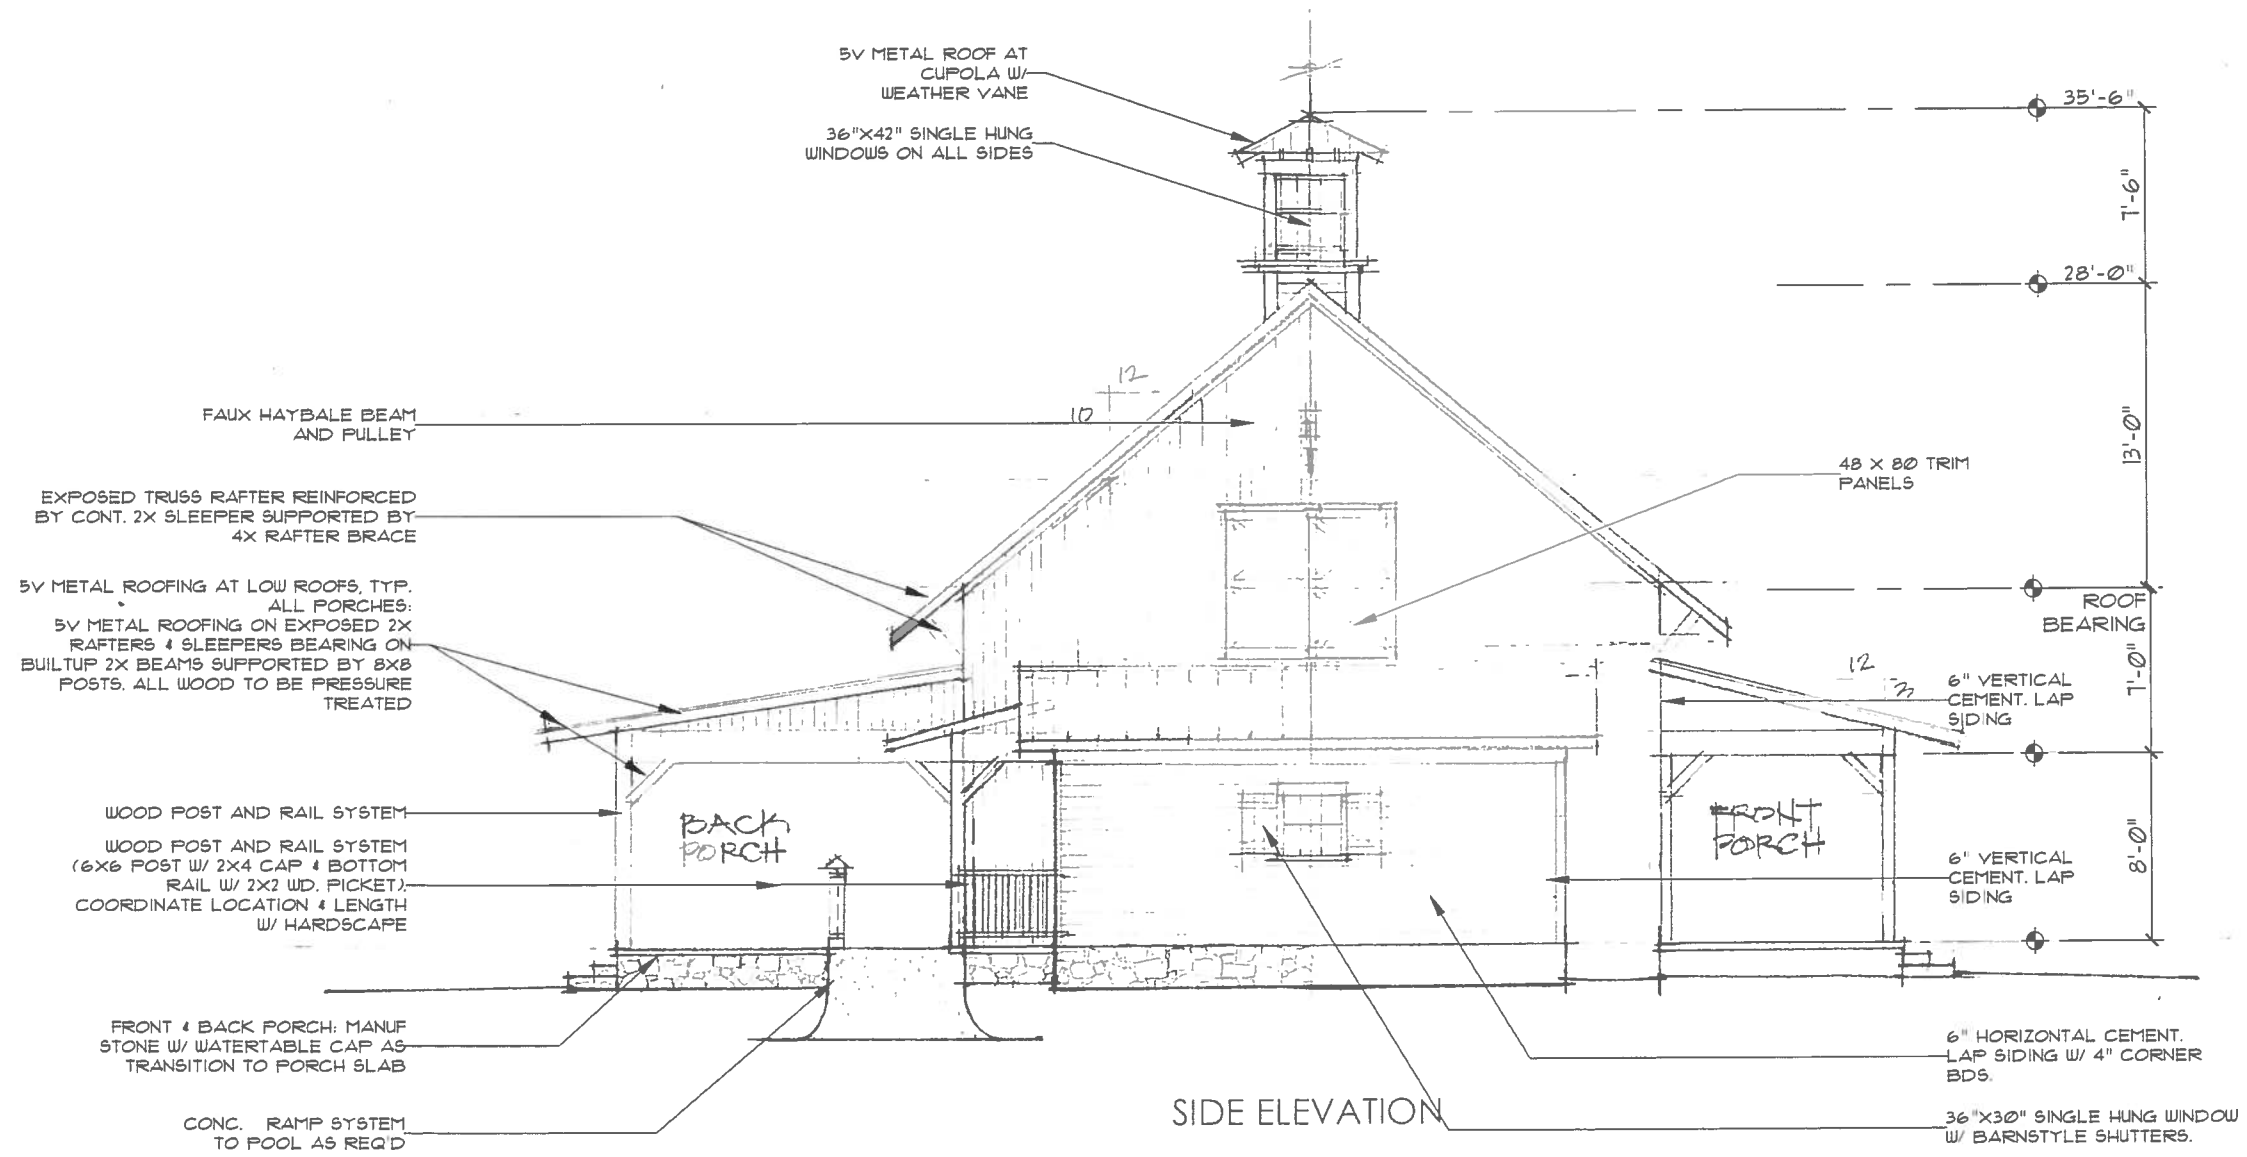 5V METAL ROOF AT
CUPOLA W/
WEATHER VANE
36"X42" SINGLE HUNG
WINDOWS ON ALL SIDES
35'-6"
7'-6"
28'-0"
13'-0"
12
10
FAUX HAYBALE BEAM
AND PULLEY
48 X 80 TRIM
PANELS
EXPOSED TRUSS RAFTER REINFORCED
BY CONT. 2X SLEEPER SUPPORTED BY
4X RAFTER BRACE
5V METAL ROOFING AT LOW ROOFS, TYP.
ALL PORCHES:
5V METAL ROOFING ON EXPOSED 2X
RAFTERS & SLEEPERS BEARING ON
BUILTUP 2X BEAMS SUPPORTED BY 8X8
POSTS. ALL WOOD TO BE PRESSURE
TREATED
ROOF
BEARING
7'-0"
12
3
6" VERTICAL
CEMENT. LAP
SIDING
WOOD POST AND RAIL SYSTEM
WOOD POST AND RAIL SYSTEM
(6X6 POST W/ 2X4 CAP & BOTTOM
RAIL W/ 2X2 WD. PICKET).
COORDINATE LOCATION & LENGTH
W/ HARDSCAPE
BACK
PORCH
FRONT
PORCH
8'-0"
6" VERTICAL
CEMENT. LAP
SIDING
FRONT & BACK PORCH: MANUF
STONE W/ WATERTABLE CAP AS
TRANSITION TO PORCH SLAB
CONC. RAMP SYSTEM
TO POOL AS REQ'D
6" HORIZONTAL CEMENT.
LAP SIDING W/ 4" CORNER
BDS.
36"X30" SINGLE HUNG WINDOW
W/ BARNSTYLE SHUTTERS.
SIDE ELEVATION